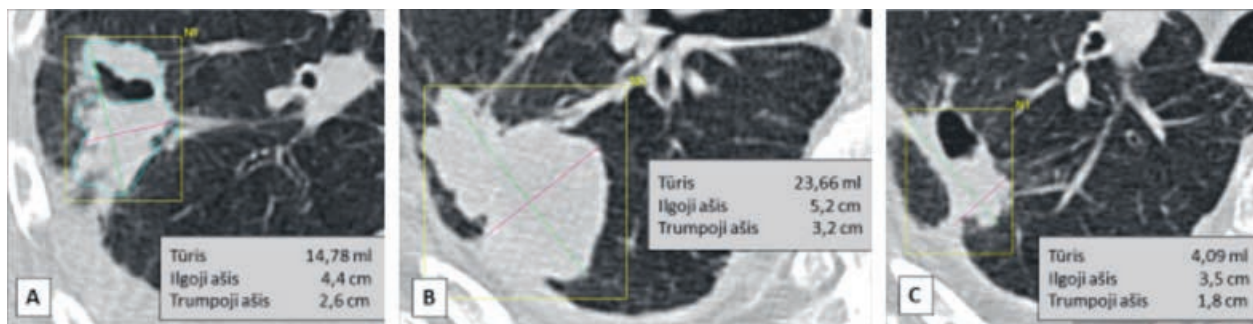 Tūris 14,78 ml
Ilgoji ašis 4,4 cm
Trumpoji ašis 2,6 cm
A
Tūris 23,66 ml
Ilgoji ašis 5,2 cm
Trumpoji ašis 3,2 cm
B
Tūris 4,09 ml
Ilgoji ašis 3,5 cm
Trumpoji ašis 1,8 cm
C